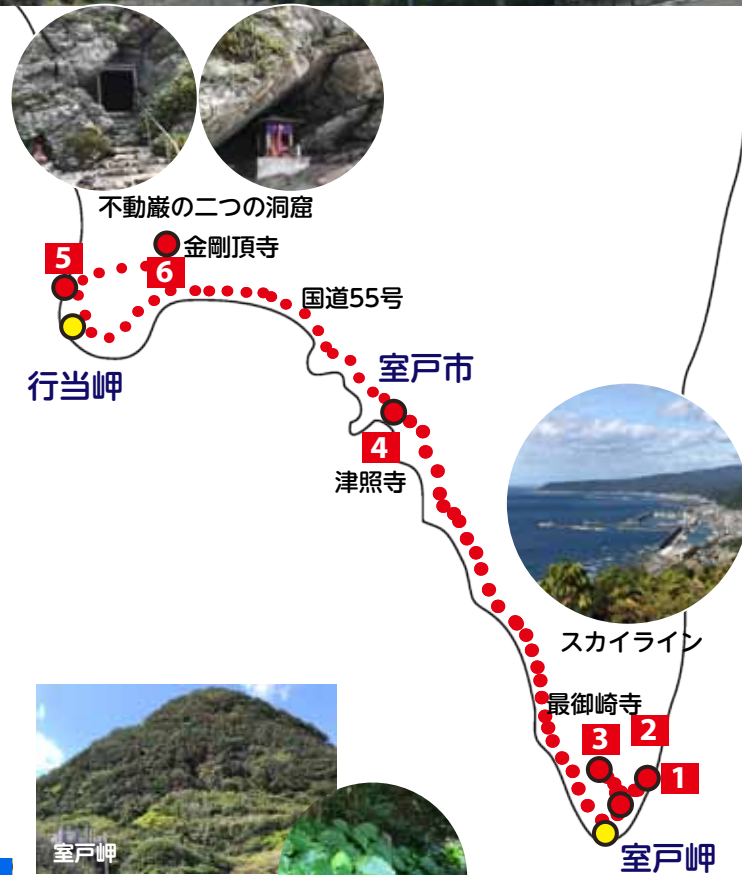 不動巌の二つの洞窟
金剛頂寺
5
6
国道55号
行当岬
室戸市
4
津照寺
スカイライン
最御崎寺
2
3
1
室戸岬
室戸岬